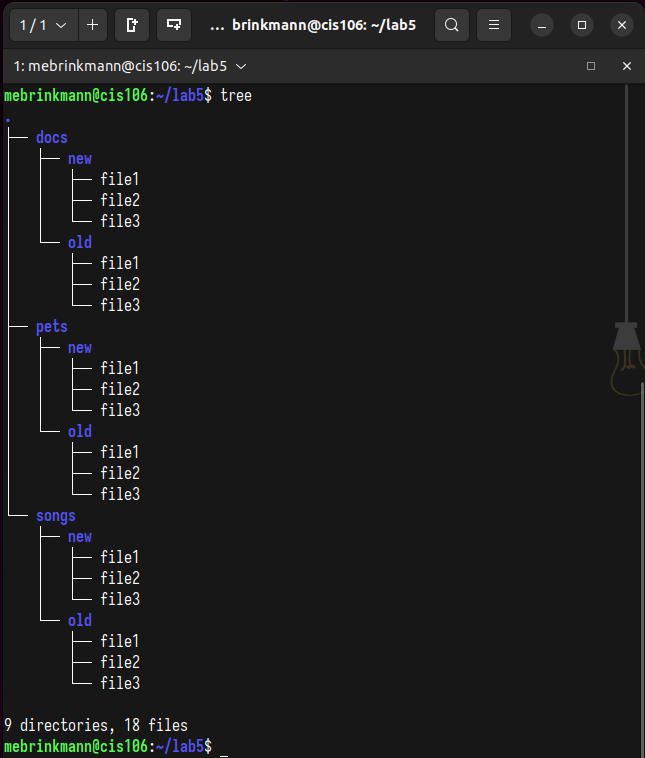 1 / 1 ... brinkmann@cis106: ~/lab5
1: mebrinkmann@cis106: ~/lab5
mebrinkmann@cis106:~/lab5$ tree
.
├── docs
│   ├── new
│   │   ├── file1
│   │   ├── file2
│   │   └── file3
│   └── old
│       ├── file1
│       ├── file2
│       └── file3
├── pets
│   ├── new
│   │   ├── file1
│   │   ├── file2
│   │   └── file3
│   └── old
│       ├── file1
│       ├── file2
│       └── file3
└── songs
    ├── new
    │   ├── file1
    │   ├── file2
    │   └── file3
    └── old
        ├── file1
        ├── file2
        └── file3
9 directories, 18 files
mebrinkmann@cis106:~/lab5$